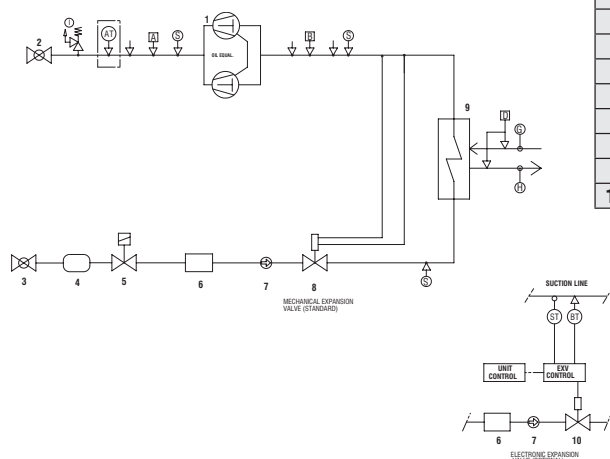 1
2
I
AT
A
S
OIL EQUAL.
B
S
9
D
G
H
1
3
4
5
6
7
8
S
MECHANICAL EXPANSION
VALVE (STANDARD)
SUCTION LINE
ST
BT
UNIT
CONTROL
EXV
CONTROL
6
7
10
ELECTRONIC EXPANSION